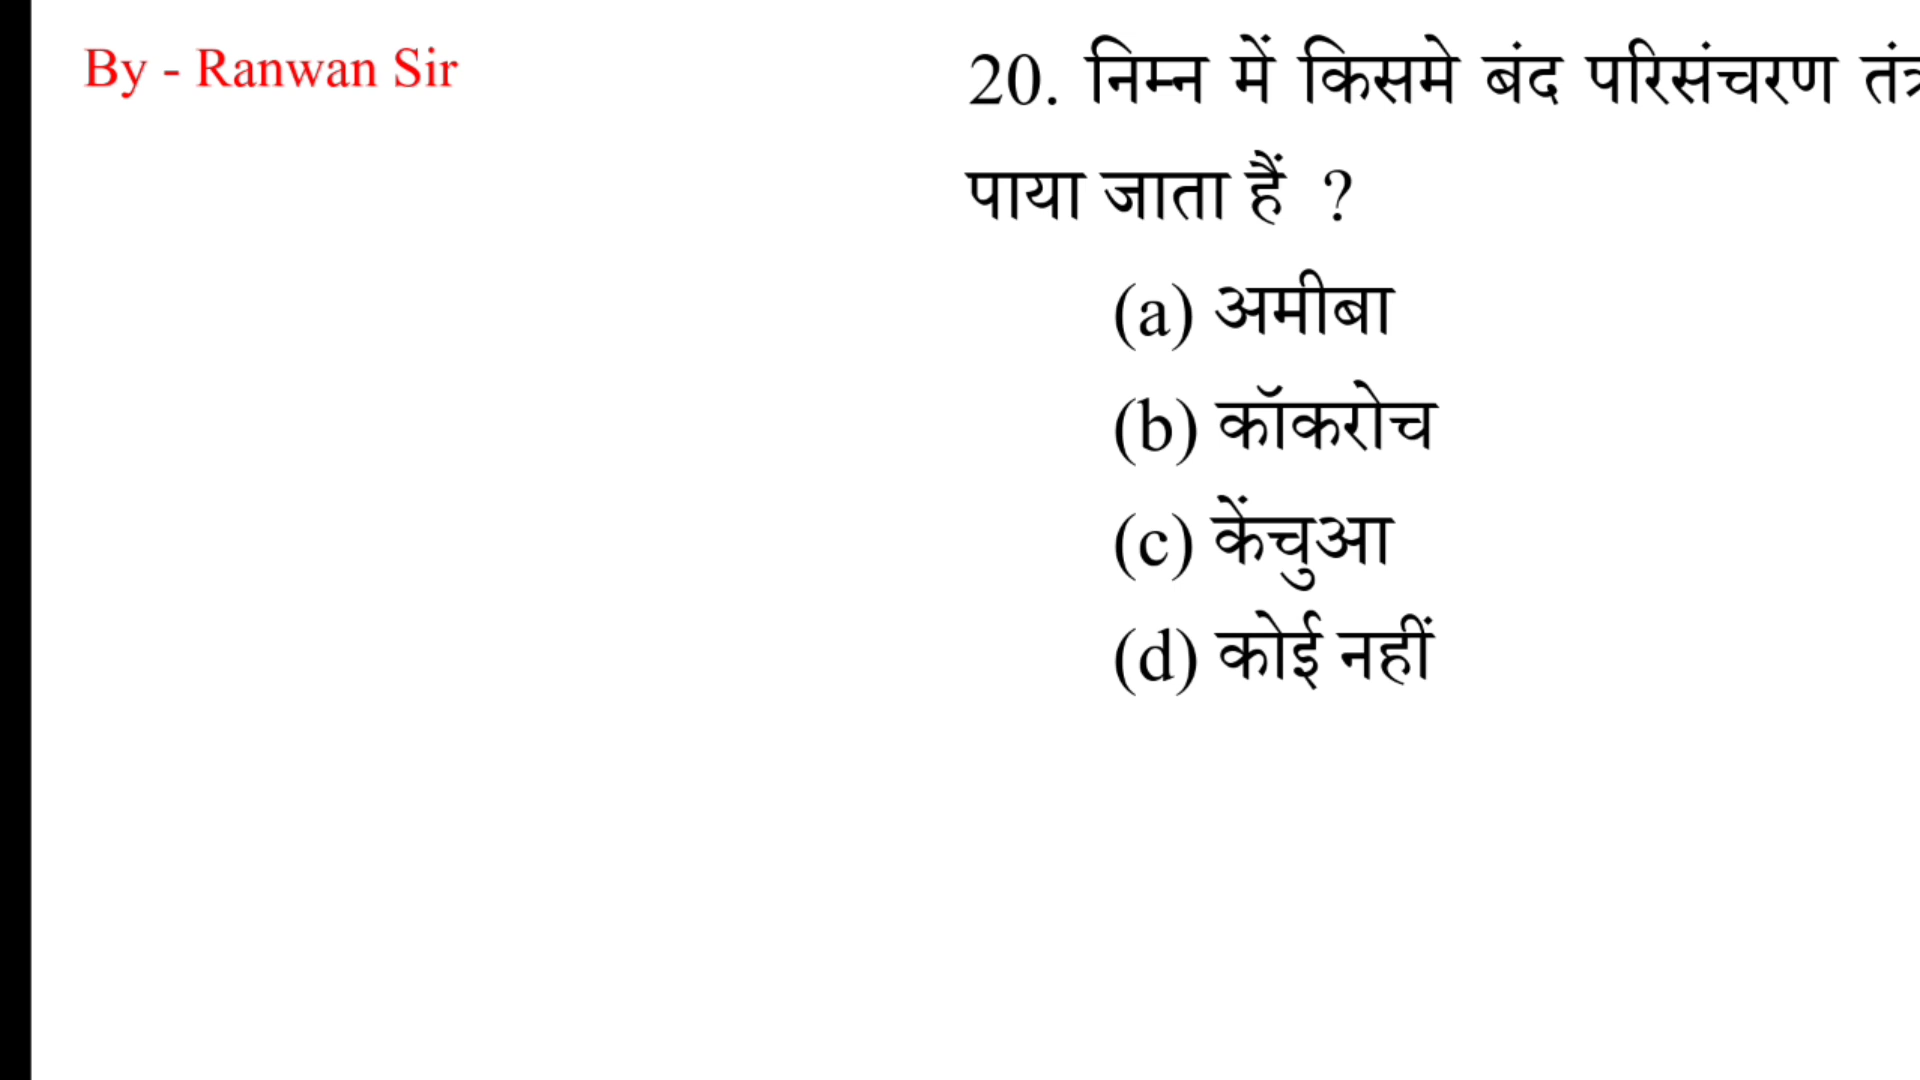 By - Ranwan Sir
20. निम्न में किसमे बंद परिसंचरण तंत्र
पाया जाता हैं ?
(a) अमीबा
(b) कॉकरोच
(c) केंचुआ
(d) कोई नहीं